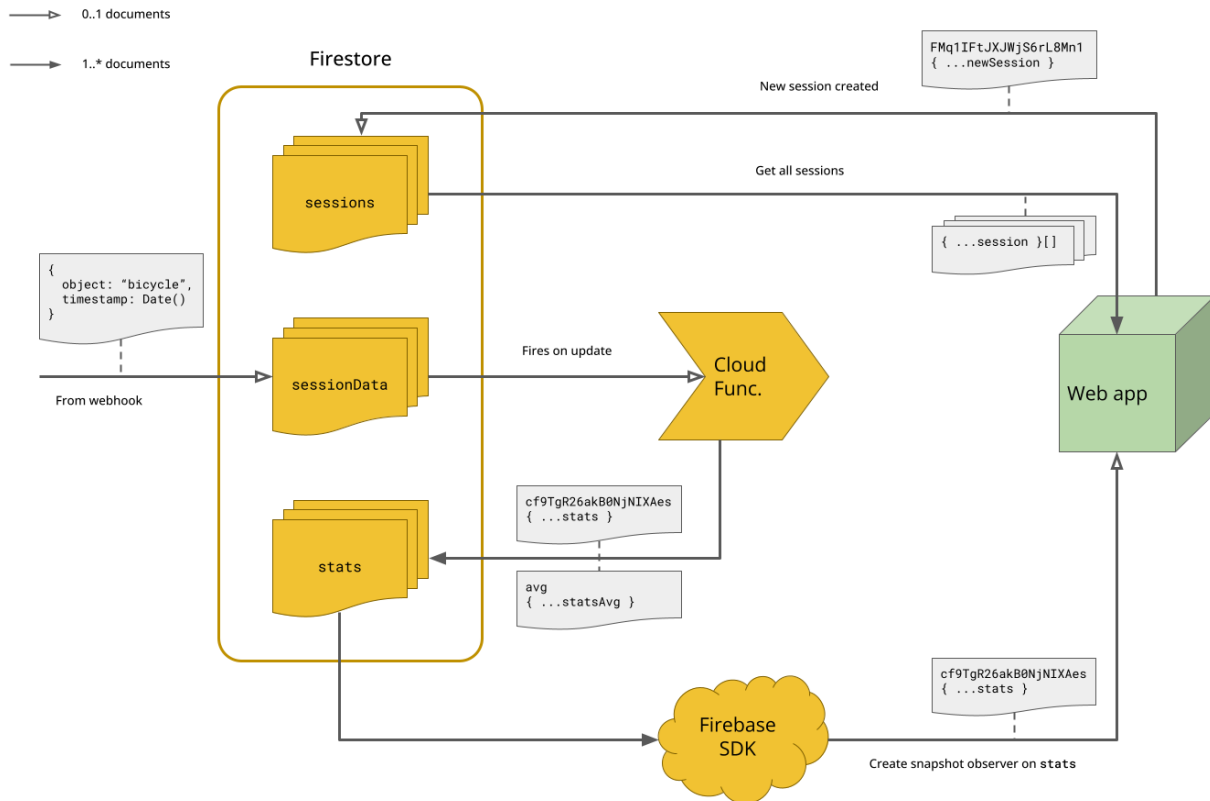 0..1 documents
1..* documents
Firestore
FMq1IFtJXJWjS6rL8Mn1
{ ...newSession }
New session created
Get all sessions
sessions
{ ...session }[]
{
object: “bicycle”,
timestamp: Date()
}
From webhook
sessionData
Fires on update
Cloud
Func.
Web app
cf9TgR26akB0NjNIXAes
{ ...stats }
stats
avg
{ ...statsAvg }
Firebase
SDK
cf9TgR26akB0NjNIXAes
{ ...stats }
Create snapshot observer on stats